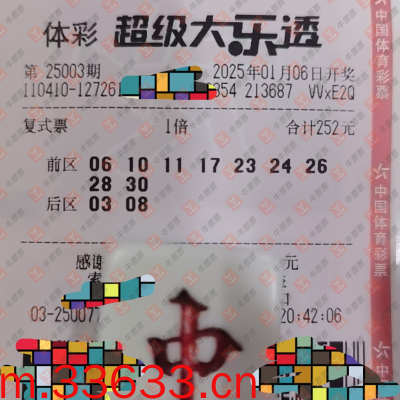 体彩 超级大乐透
第 25003期 2025年01月06日开奖
110410-12726 354 213687 VVxE2Q
复式票 1倍 合计252元
前区 06 10 11 17 23 24 26
28 30
后区 03 08
感谢 元
03-25007 20:42:06
m.33633.cn
中国体育彩票
中国体育彩票